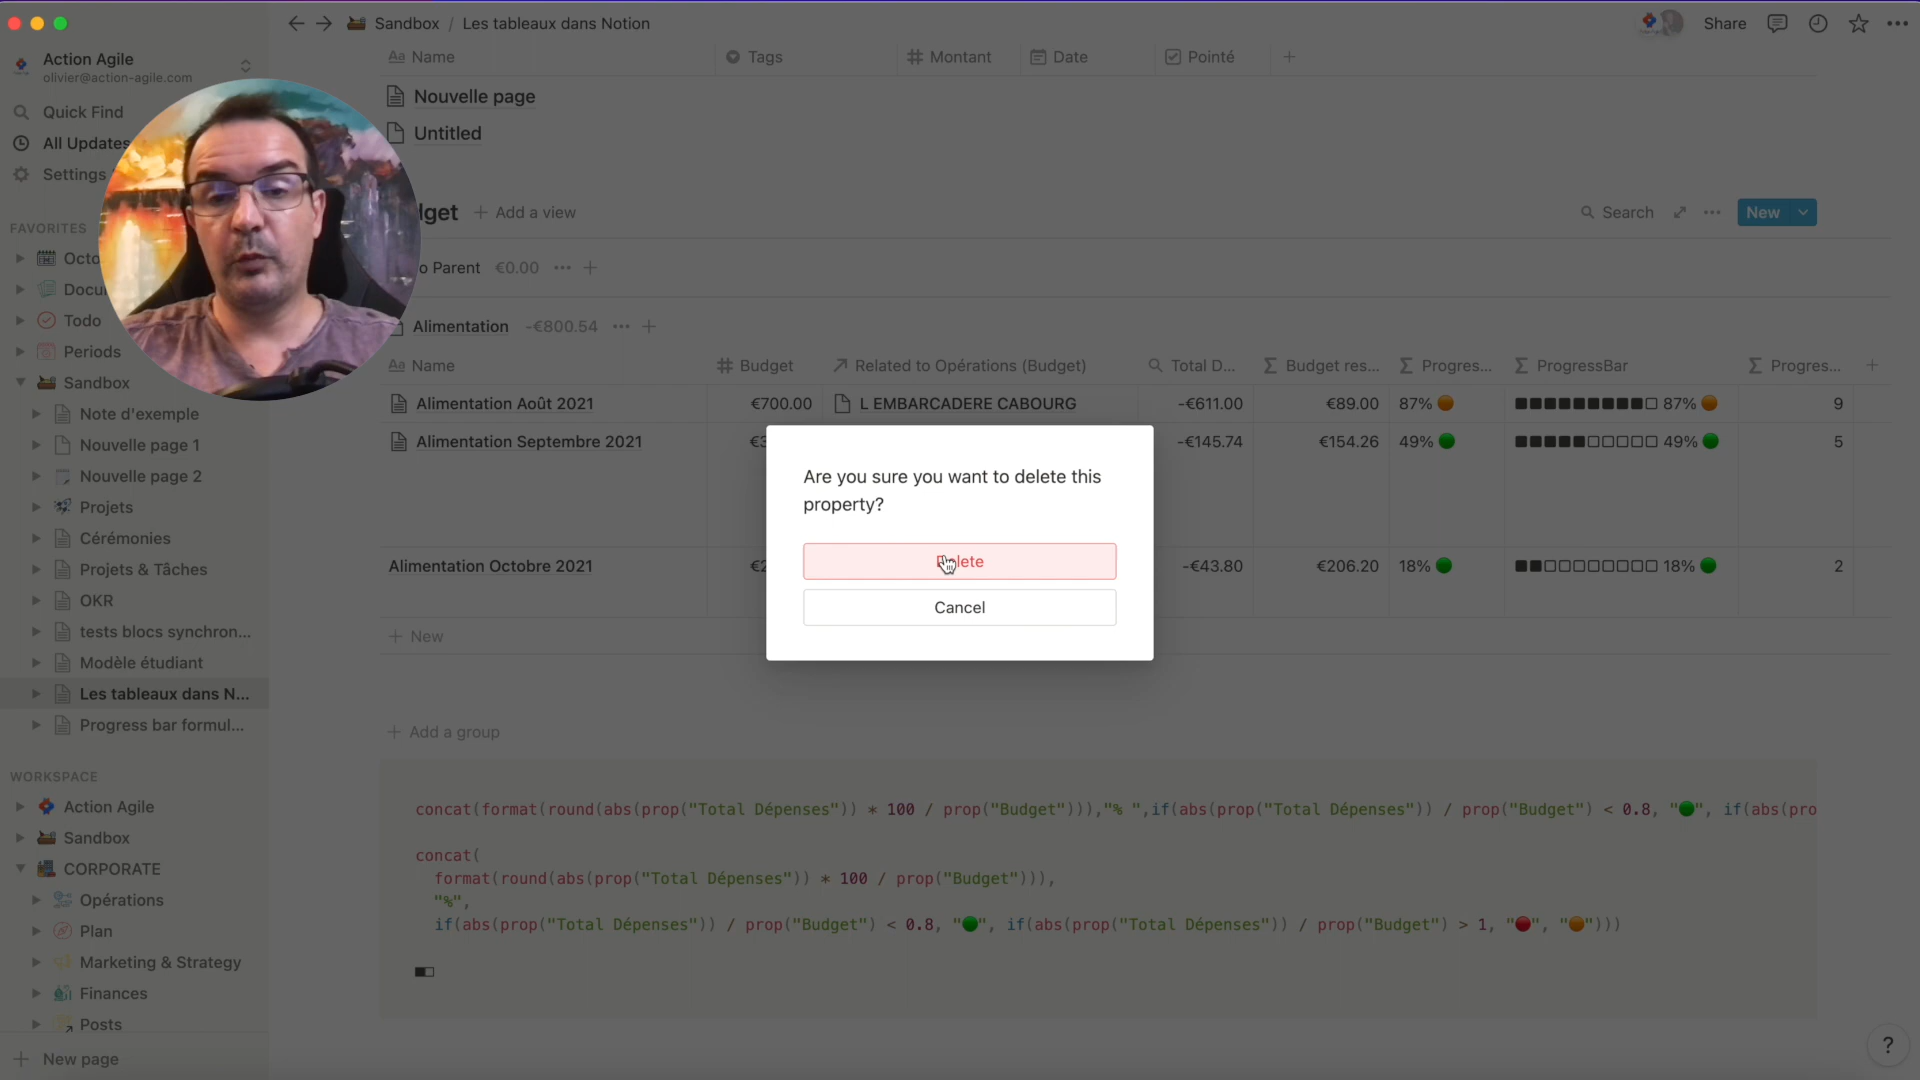 Sandbox / Les tableaux dans Notion
Share
Action Agile
olivier@action-agile.com
Quick Find
All Updates
Settings
FAVORITES
Octo
Docu
Todo
Periods
Sandbox
Note d'exemple
Nouvelle page 1
Nouvelle page 2
Projets
Cérémonies
Projets & Tâches
OKR
tests blocs synchron...
Modèle étudiant
Les tableaux dans N...
Progress bar formul...
WORKSPACE
Action Agile
Sandbox
CORPORATE
Opérations
Plan
Marketing & Strategy
Finances
Posts
+ New page
Aa Name Tags # Montant Date Pointé +
Nouvelle page
Untitled
dget + Add a view Search ••• New
o Parent €0.00 ••• +
Alimentation -€800.54 ••• +
Aa Name # Budget ↗ Related to Opérations (Budget) Total D... Σ Budget res... Σ Progres... Σ ProgressBar Σ Progres... +
Alimentation Août 2021 €700.00 L EMBARCADERE CABOURG -€611.00 €89.00 87% 🟠 ■■■■■■■■■□ 87% 🟠 9
Alimentation Septembre 2021 €3 -€145.74 €154.26 49% 🟢 ■■■■■□□□□□ 49% 🟢 5
Alimentation Octobre 2021 €2 -€43.80 €206.20 18% 🟢 ■■□□□□□□□□ 18% 🟢 2
+ New
Are you sure you want to delete this
property?
Delete
Cancel
+ Add a group
concat(format(round(abs(prop("Total Dépenses")) * 100 / prop("Budget"))),"% ",if(abs(prop("Total Dépenses")) / prop("Budget") < 0.8, "🟢", if(abs(pro
concat(
format(round(abs(prop("Total Dépenses")) * 100 / prop("Budget"))),
"%",
if(abs(prop("Total Dépenses")) / prop("Budget") < 0.8, "🟢", if(abs(prop("Total Dépenses")) / prop("Budget") > 1, "🔴", "🟠")))
■□
?